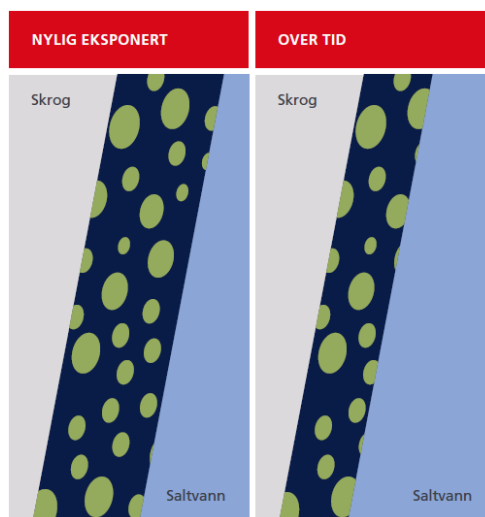 NYLIG EKSPONERT
OVER TID
Skrog
Skrog
Saltvann
Saltvann